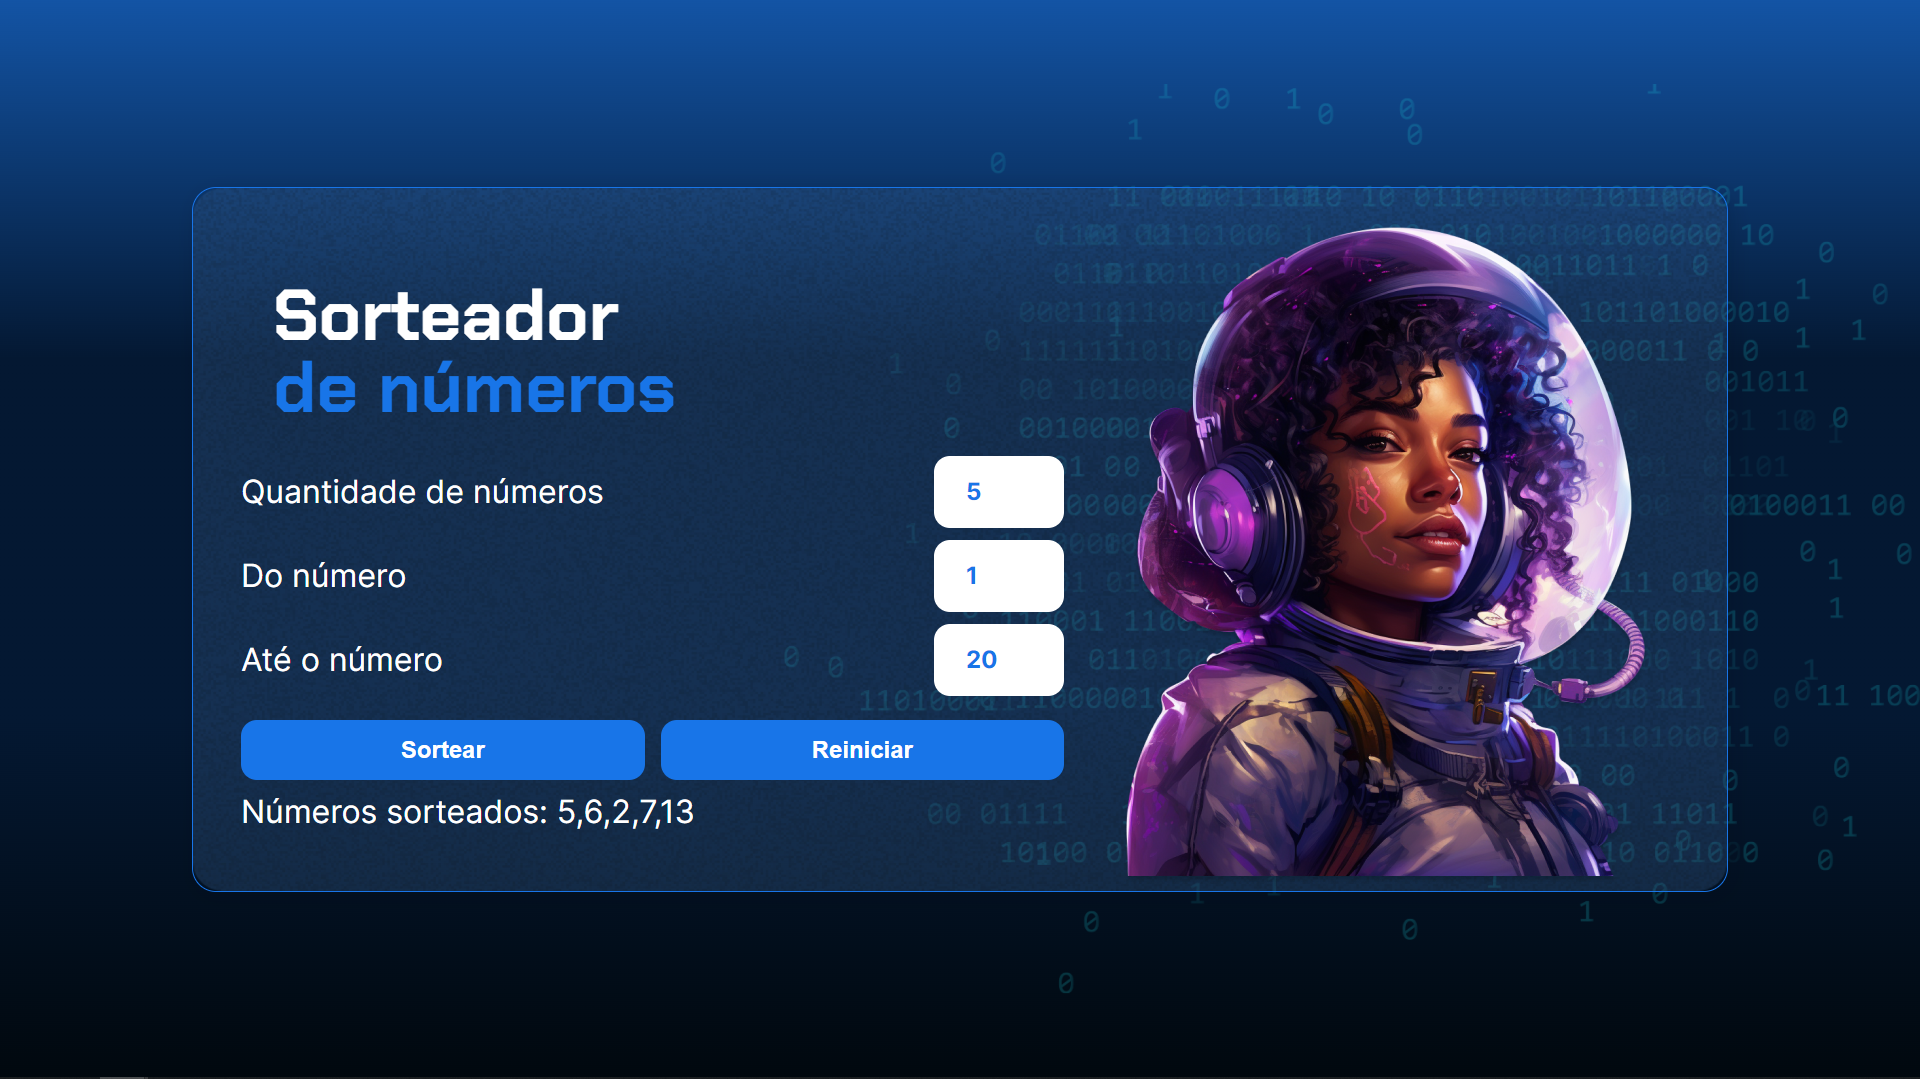 Sorteador
de números
Quantidade de números
5
Do número
1
Até o número
20
Sortear
Reiniciar
Números sorteados: 5,6,2,7,13